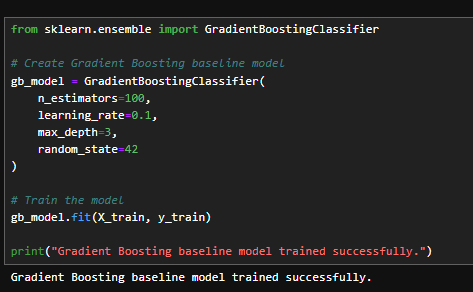 from sklearn.ensemble import GradientBoostingClassifier
# Create Gradient Boosting baseline model
gb_model = GradientBoostingClassifier(
    n_estimators=100,
    learning_rate=0.1,
    max_depth=3,
    random_state=42
)
# Train the model
gb_model.fit(X_train, y_train)
print("Gradient Boosting baseline model trained successfully.")
Gradient Boosting baseline model trained successfully.